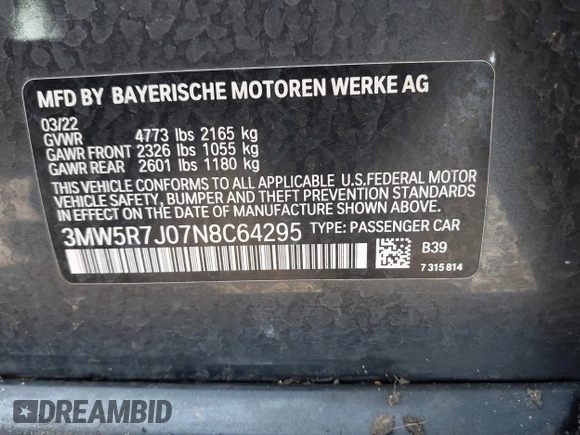 MFD BY BAYERISCHE MOTOREN WERKE AG
03/22
GVWR 4773 lbs 2165 kg
GAWR FRONT 2326 lbs 1055 kg
GAWR REAR 2601 lbs 1180 kg
THIS VEHICLE CONFORMS TO ALL APPLICABLE U.S.FEDERAL MOTOR
VEHICLE SAFETY, BUMPER AND THEFT PREVENTION STANDARDS
IN EFFECT ON THE DATE OF MANUFACTURE SHOWN ABOVE.
3MW5R7J07N8C64295 TYPE: PASSENGER CAR
B39
7 315 814
DREAMBID